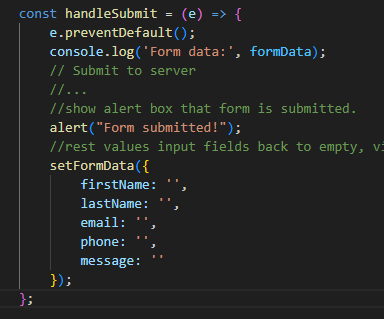 const handleSubmit = (e) => {
e.preventDefault();
console.log('Form data:', formData);
// Submit to server
//...
//show alert box that form is submitted.
alert("Form submitted!");
//rest values input fields back to empty,
setFormData({
firstName: '',
lastName: '',
email: '',
phone: '',
message: ''
});
};